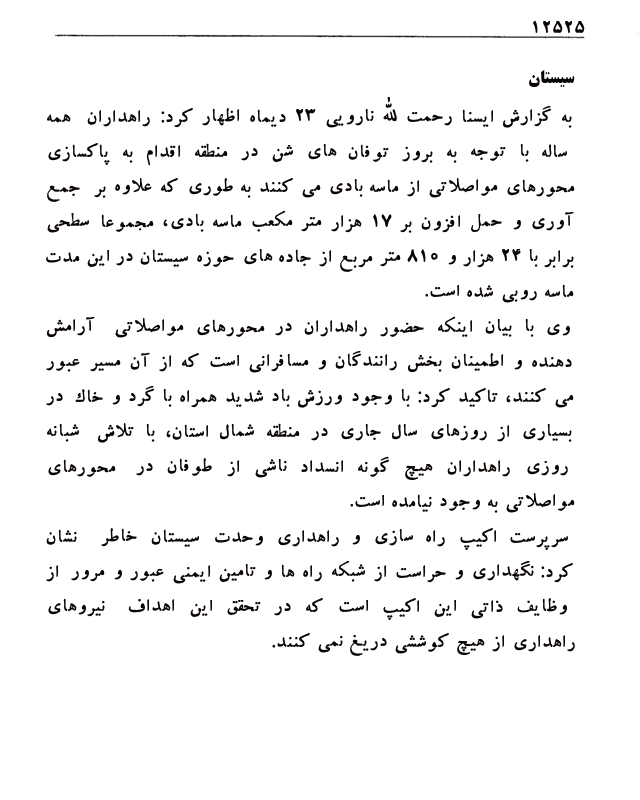 ۱۲۵۲۵
سیستان
به گزارش ایسنا رحمت الله نارویی ۲۳ دیماه اظهار کرد: راهداران همه
ساله با توجه به بروز توفان های شن در منطقه اقدام به پاکسازی
محورهای مواصلاتی از ماسه بادی می کنند به طوری که علاوه بر جمع
آوری و حمل افزون بر ۱۷ هزار متر مکعب ماسه بادی، مجموعا سطحی
برابر با ۲۴ هزار و ۸۱۰ متر مربع از جاده های حوزه سیستان در این مدت
ماسه روبی شده است.
وی با بیان اینکه حضور راهداران در محورهای مواصلاتی آرامش
دهنده و اطمینان بخش رانندگان و مسافرانی است که از آن مسیر عبور
می کنند، تاکید کرد: با وجود ورزش باد شدید همراه با گرد و خاك در
بسیاری از روزهای سال جاری در منطقه شمال استان، با تلاش شبانه
روزی راهداران هیچ گونه انسداد ناشی از طوفان در محورهای
مواصلاتی به وجود نیامده است.
سرپرست اکیپ راه سازی و راهداری وحدت سیستان خاطر نشان
کرد: نگهداری و حراست از شبکه راه ها و تامین ایمنی عبور و مرور از
وظایف ذاتی این اکیپ است که در تحقق این اهداف نیروهای
راهداری از هیچ کوششی دریغ نمی کنند.